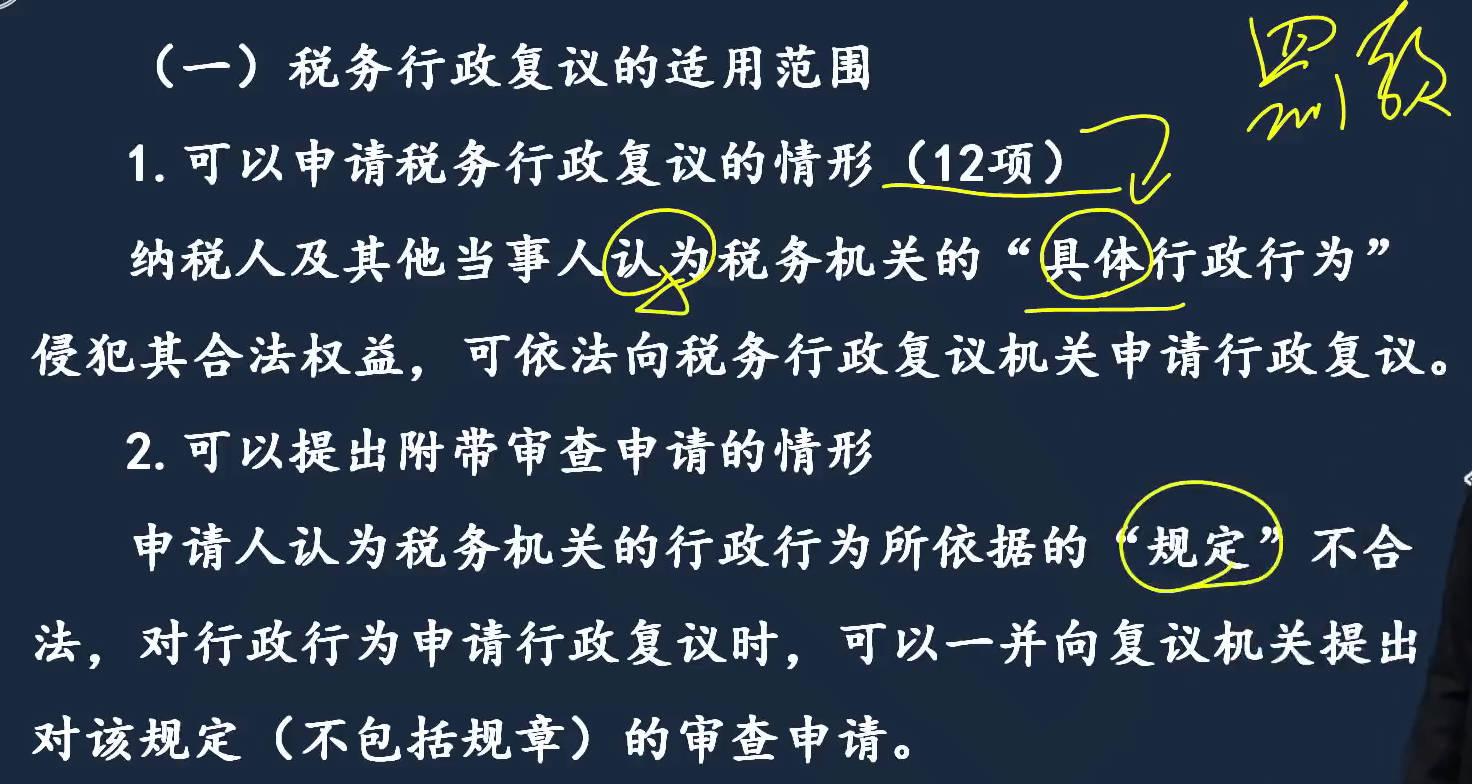 （一）税务行政复议的适用范围
罚款
1. 可以申请税务行政复议的情形（12项）
纳税人及其他当事人认为税务机关的“具体行政行为”
侵犯其合法权益，可依法向税务行政复议机关申请行政复议。
2. 可以提出附带审查申请的情形
申请人认为税务机关的行政行为所依据的“规定”不合
法，对行政行为申请行政复议时，可以一并向复议机关提出
对该规定（不包括规章）的审查申请。